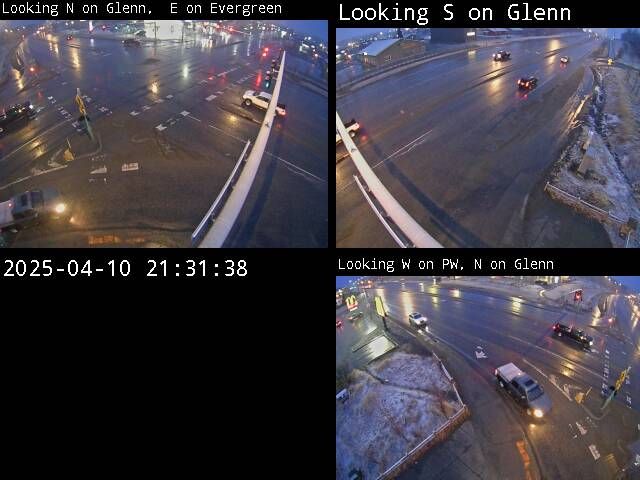 Looking N on Glenn,  E on Evergreen
Looking S on Glenn
2025-04-10 21:31:38
Looking W on PW, N on Glenn